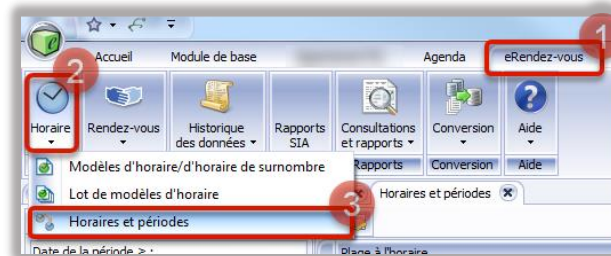 1
Accueil Module de base Agenda eRendez-vous
2
Horaire Rendez-vous Historique des données Rapports SIA Consultations et rapports Conversion Aide
Rapports Conversion Aide
Modèles d'horaire/d'horaire de surnombre
Lot de modèles d'horaire
Horaires et périodes
3
Horaires et périodes
Date de la période > :
Plage à l'horaire